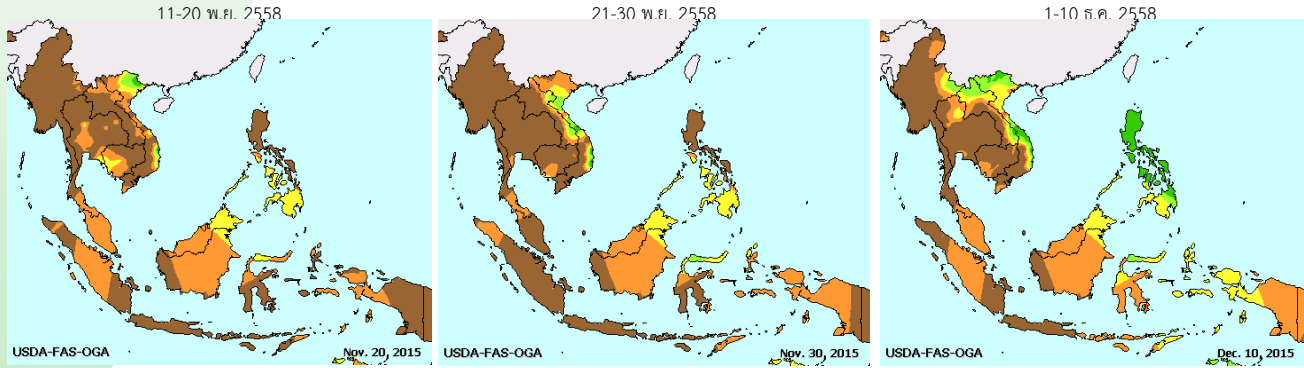 11-20 พ.ย. 2558
21-30 พ.ย. 2558
1-10 ธ.ค. 2558
USDA-FAS-OGA
Nov. 20, 2015
USDA-FAS-OGA
Nov. 30, 2015
USDA-FAS-OGA
Dec. 10, 2015